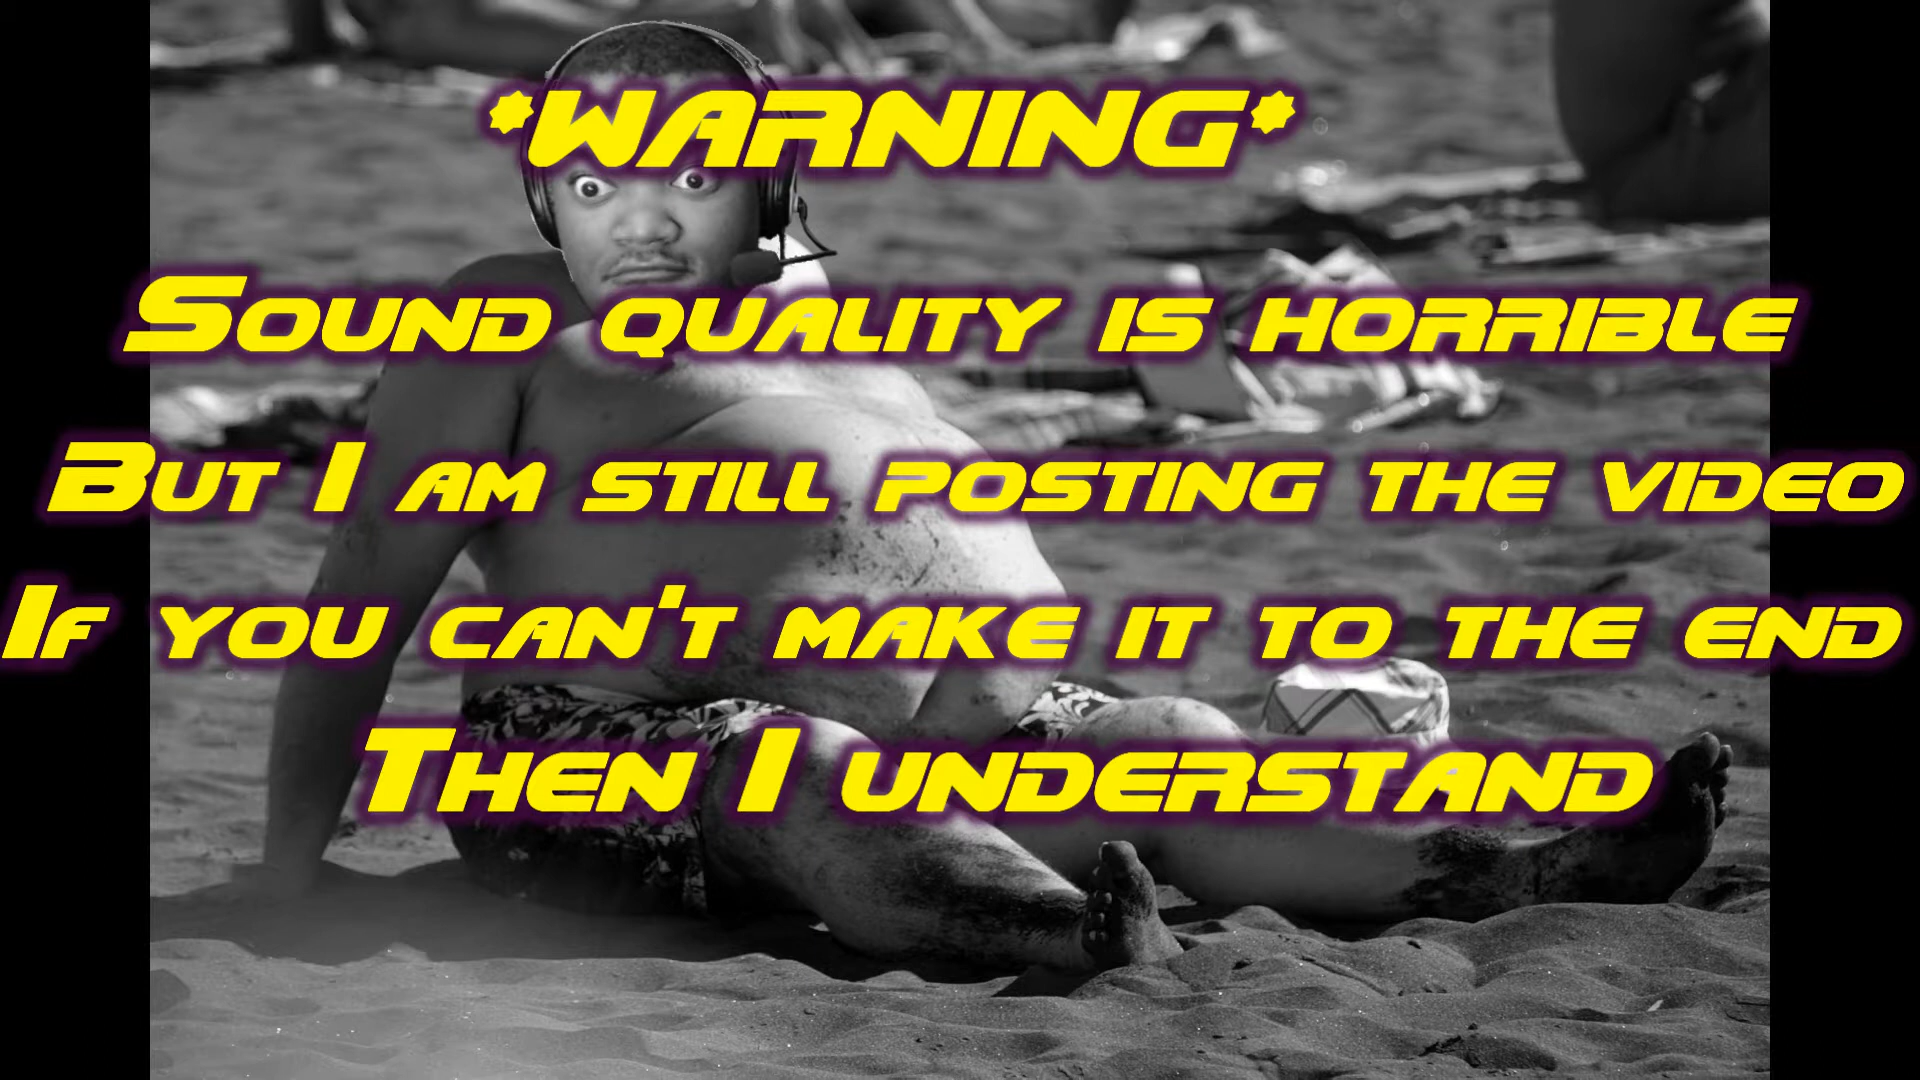 *Warning*
Sound quality is horrible
But I am still posting the video
If you can't make it to the end
Then I understand